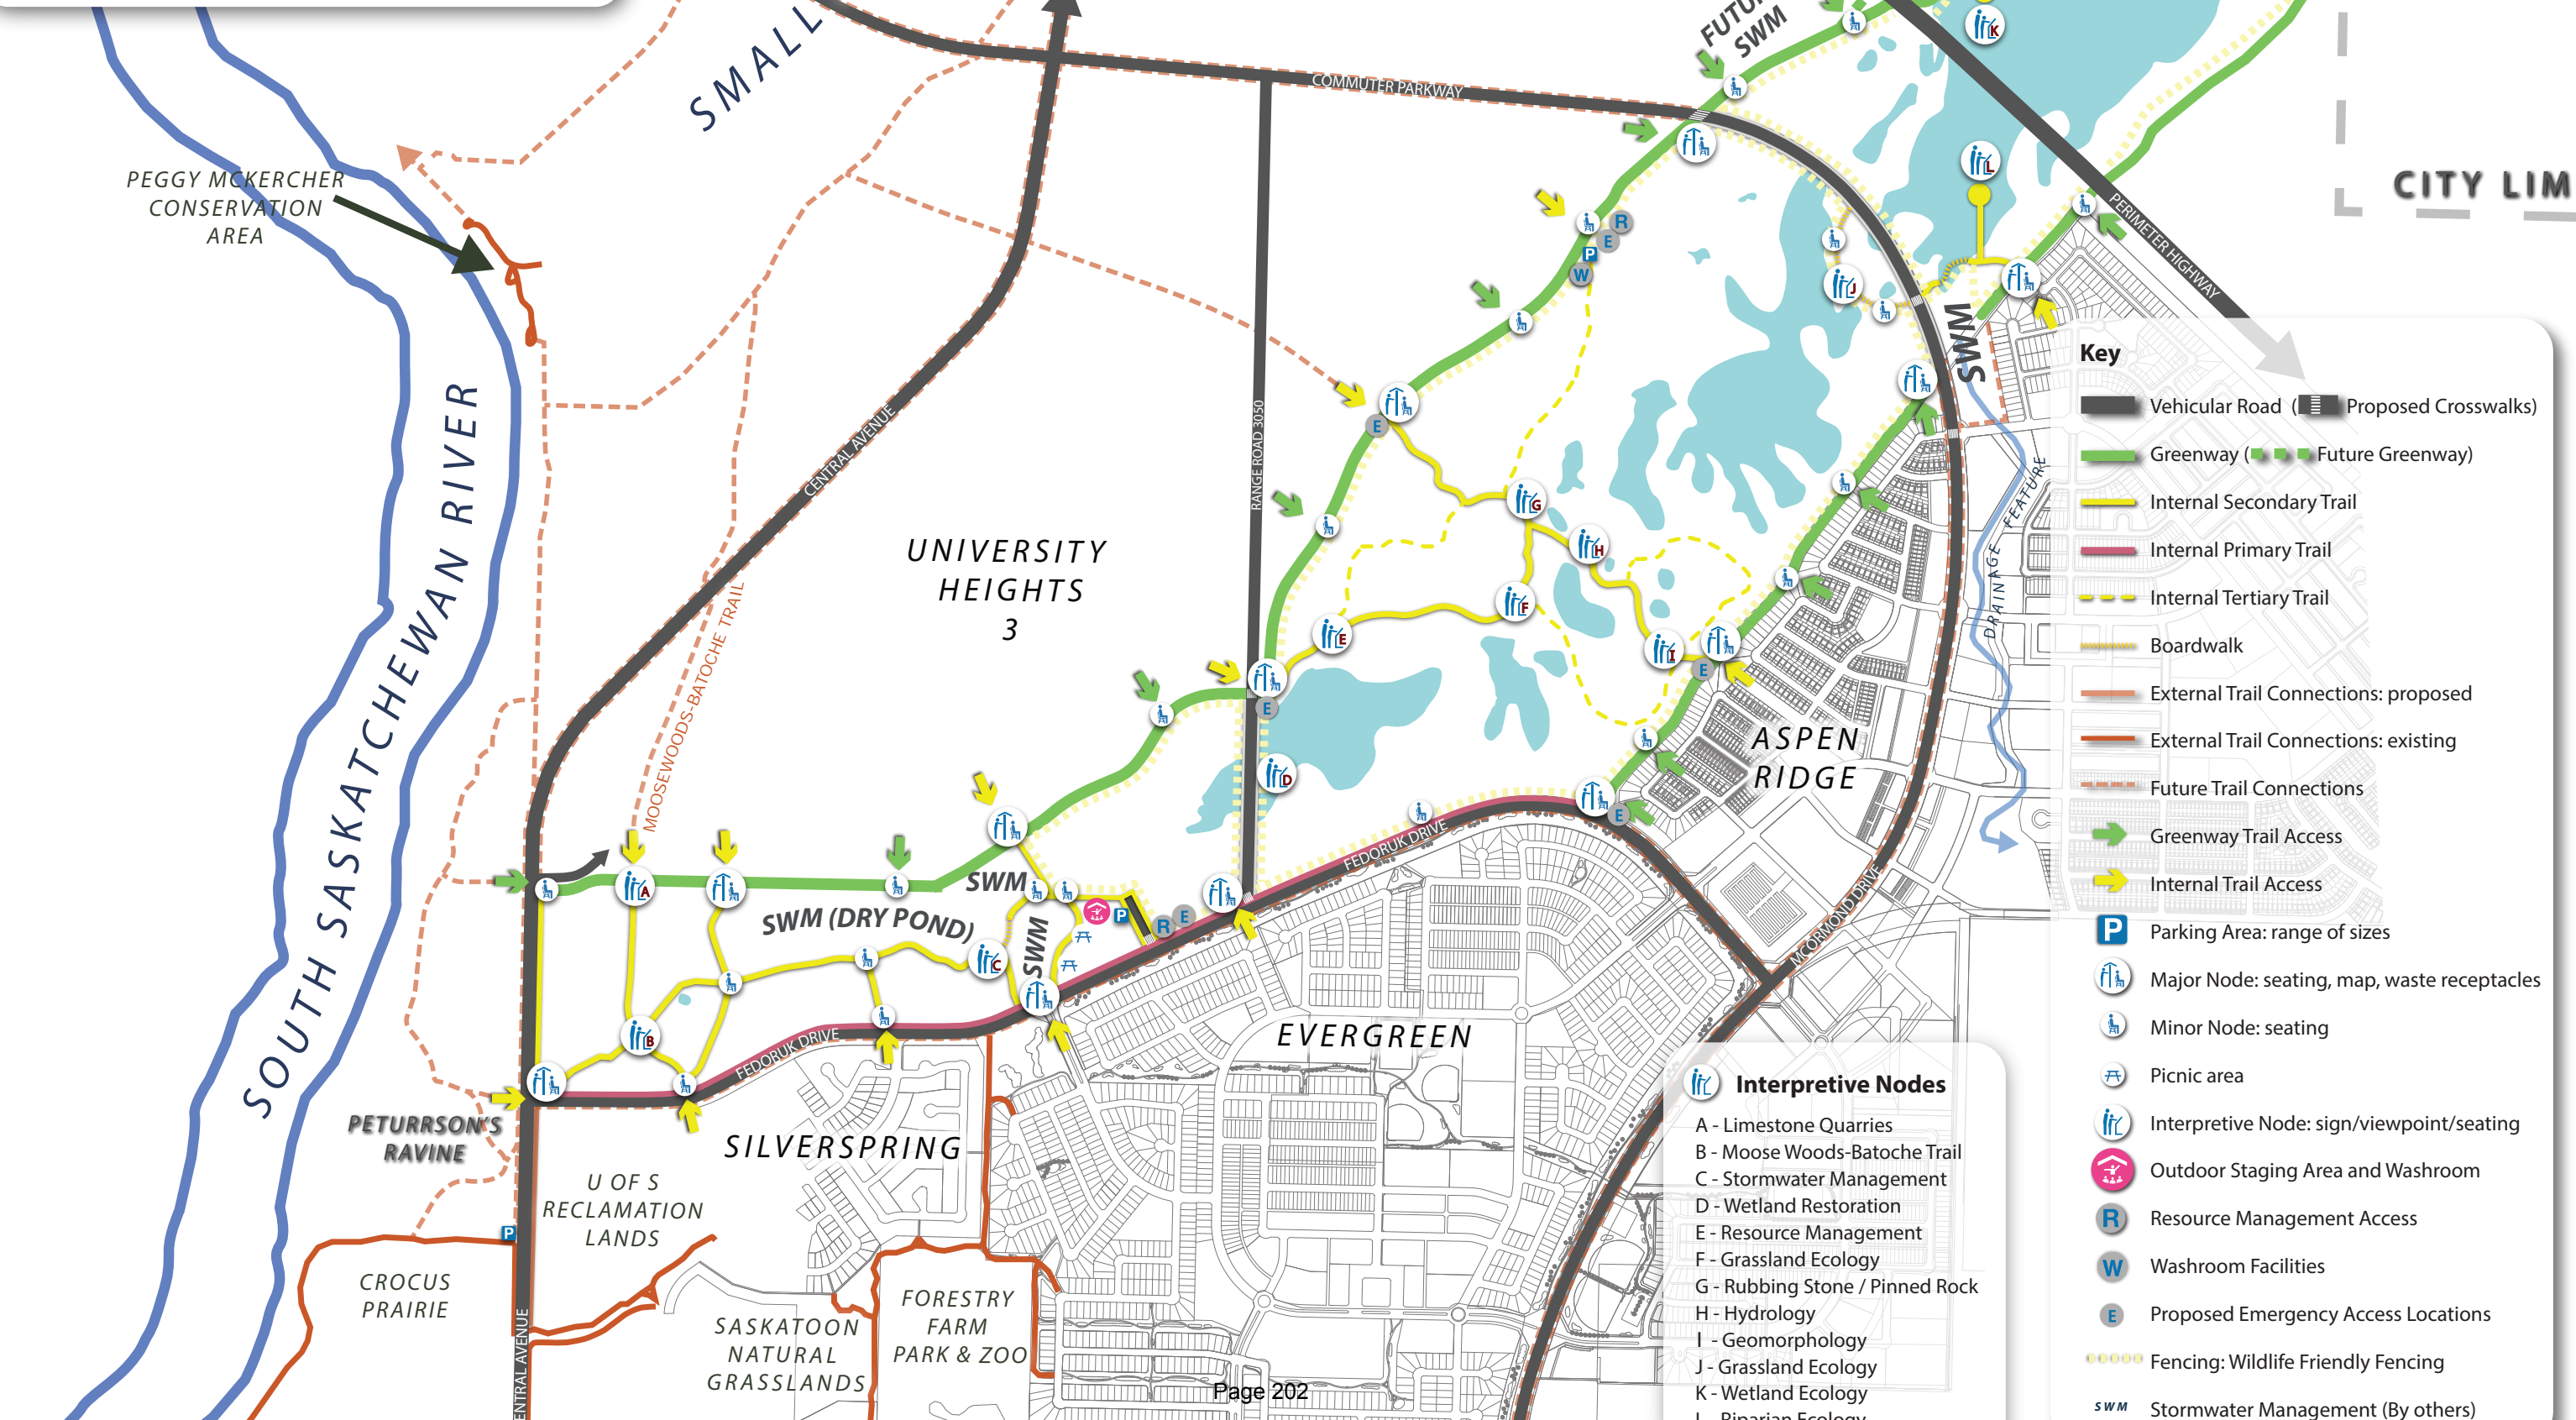 SMALL
FUTU
SWM
K
COMMUTER PARKWAY
PEGGY MCKERCHER
CONSERVATION
AREA
L
CITY LIM
PERIMETER HIGHWAY
R
E
P
W
J
SWM
E
CENTRAL AVENUE
RANGE ROAD 3050
SOUTH SASKATCHEWAN RIVER
UNIVERSITY
HEIGHTS
3
G
H
F
E
I
E
E
D
DRAINAGE FEATURE
MOOSEWOODS-BATOCHE TRAIL
ASPEN
RIDGE
E
FEDORUK DRIVE
MCORMOND DRIVE
A
SWM
SWM (DRY POND)
SWM
C
P
R
E
B
FEDORUK DRIVE
EVERGREEN
PETURRSON'S
RAVINE
SILVERSPRING
U OF S
RECLAMATION
LANDS
P
CROCUS
PRAIRIE
ENTRAL AVENUE
SASKATOON
NATURAL
GRASSLANDS
FORESTRY
FARM
PARK & ZOO
Page 202
Key
Vehicular Road ( Proposed Crosswalks)
Greenway ( Future Greenway)
Internal Secondary Trail
Internal Primary Trail
Internal Tertiary Trail
Boardwalk
External Trail Connections: proposed
External Trail Connections: existing
Future Trail Connections
Greenway Trail Access
Internal Trail Access
P Parking Area: range of sizes
Major Node: seating, map, waste receptacles
Minor Node: seating
Picnic area
Interpretive Node: sign/viewpoint/seating
Outdoor Staging Area and Washroom
R Resource Management Access
W Washroom Facilities
E Proposed Emergency Access Locations
Fencing: Wildlife Friendly Fencing
SWM Stormwater Management (By others)
Interpretive Nodes
A - Limestone Quarries
B - Moose Woods-Batoche Trail
C - Stormwater Management
D - Wetland Restoration
E - Resource Management
F - Grassland Ecology
G - Rubbing Stone / Pinned Rock
H - Hydrology
I - Geomorphology
J - Grassland Ecology
K - Wetland Ecology
L - Riparian Ecology